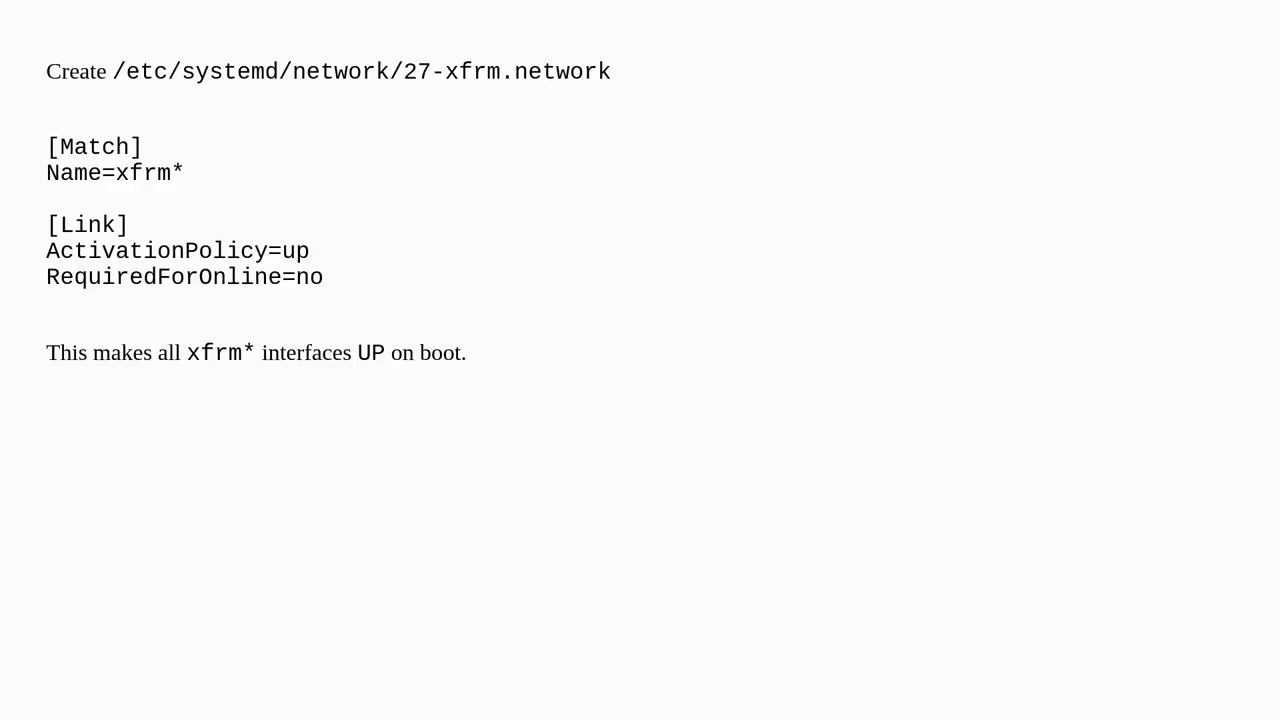 Create /etc/systemd/network/27-xfrm.network
[Match]
Name=xfrm*
[Link]
ActivationPolicy=up
RequiredForOnline=no
This makes all xfrm* interfaces UP on boot.